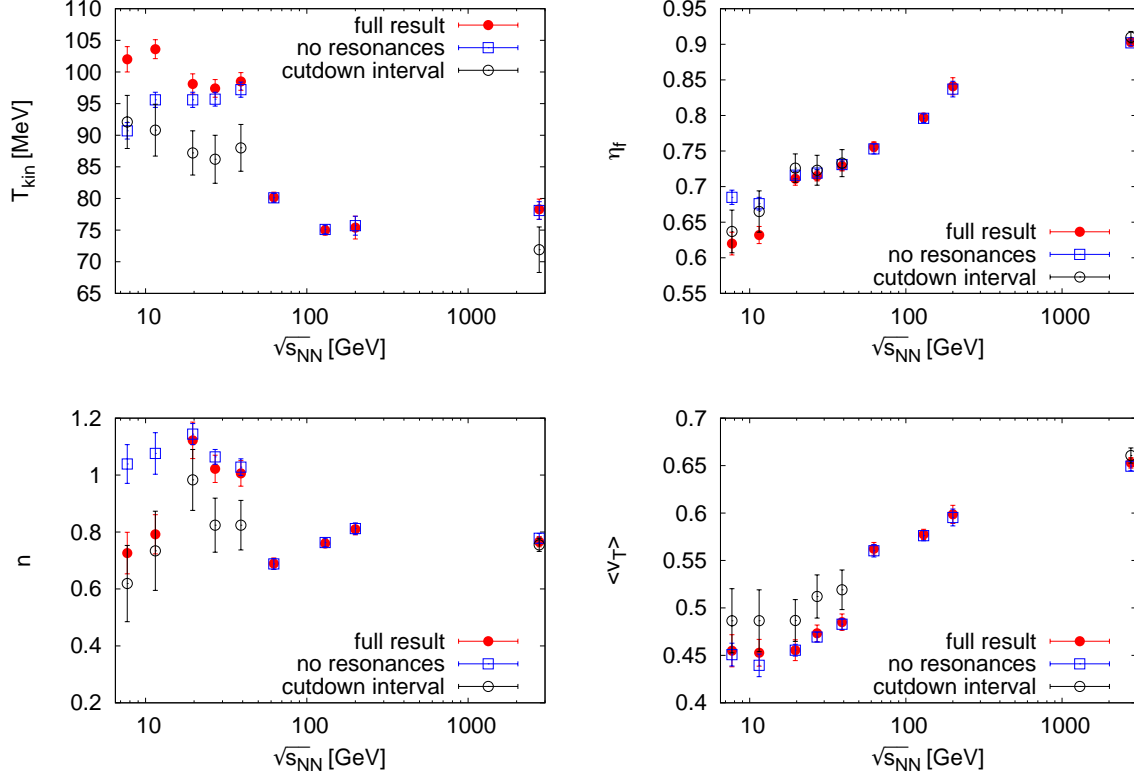 full result
no resonances
cutdown interval
110
105
100
95
90
85
80
75
70
65
T_kin [MeV]
10 100 1000
√s_NN [GeV]
0.95
0.9
0.85
0.8
0.75
0.7
0.65
0.6
0.55
η_f
full result
no resonances
cutdown interval
10 100 1000
√s_NN [GeV]
1.2
1
0.8
0.6
0.4
0.2
n
full result
no resonances
cutdown interval
10 100 1000
√s_NN [GeV]
0.7
0.65
0.6
0.55
0.5
0.45
0.4
<v_T>
full result
no resonances
cutdown interval
10 100 1000
√s_NN [GeV]